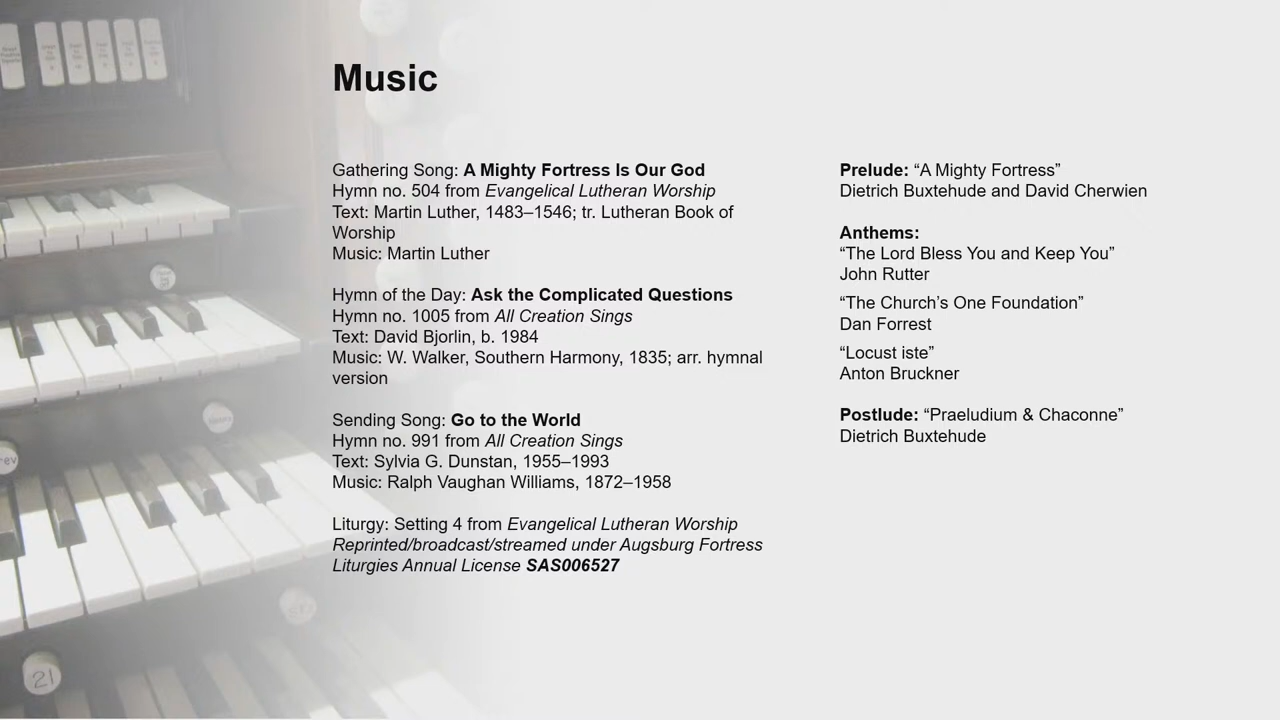 Music
Gathering Song: A Mighty Fortress Is Our God
Hymn no. 504 from Evangelical Lutheran Worship
Text: Martin Luther, 1483–1546; tr. Lutheran Book of
Worship
Music: Martin Luther
Hymn of the Day: Ask the Complicated Questions
Hymn no. 1005 from All Creation Sings
Text: David Bjorlin, b. 1984
Music: W. Walker, Southern Harmony, 1835; arr. hymnal
version
Sending Song: Go to the World
Hymn no. 991 from All Creation Sings
Text: Sylvia G. Dunstan, 1955–1993
Music: Ralph Vaughan Williams, 1872–1958
Liturgy: Setting 4 from Evangelical Lutheran Worship
Reprinted/broadcast/streamed under Augsburg Fortress
Liturgies Annual License SAS006527
Prelude: “A Mighty Fortress”
Dietrich Buxtehude and David Cherwien
Anthems:
“The Lord Bless You and Keep You”
John Rutter
“The Church’s One Foundation”
Dan Forrest
“Locust iste”
Anton Bruckner
Postlude: “Praeludium & Chaconne”
Dietrich Buxtehude
21